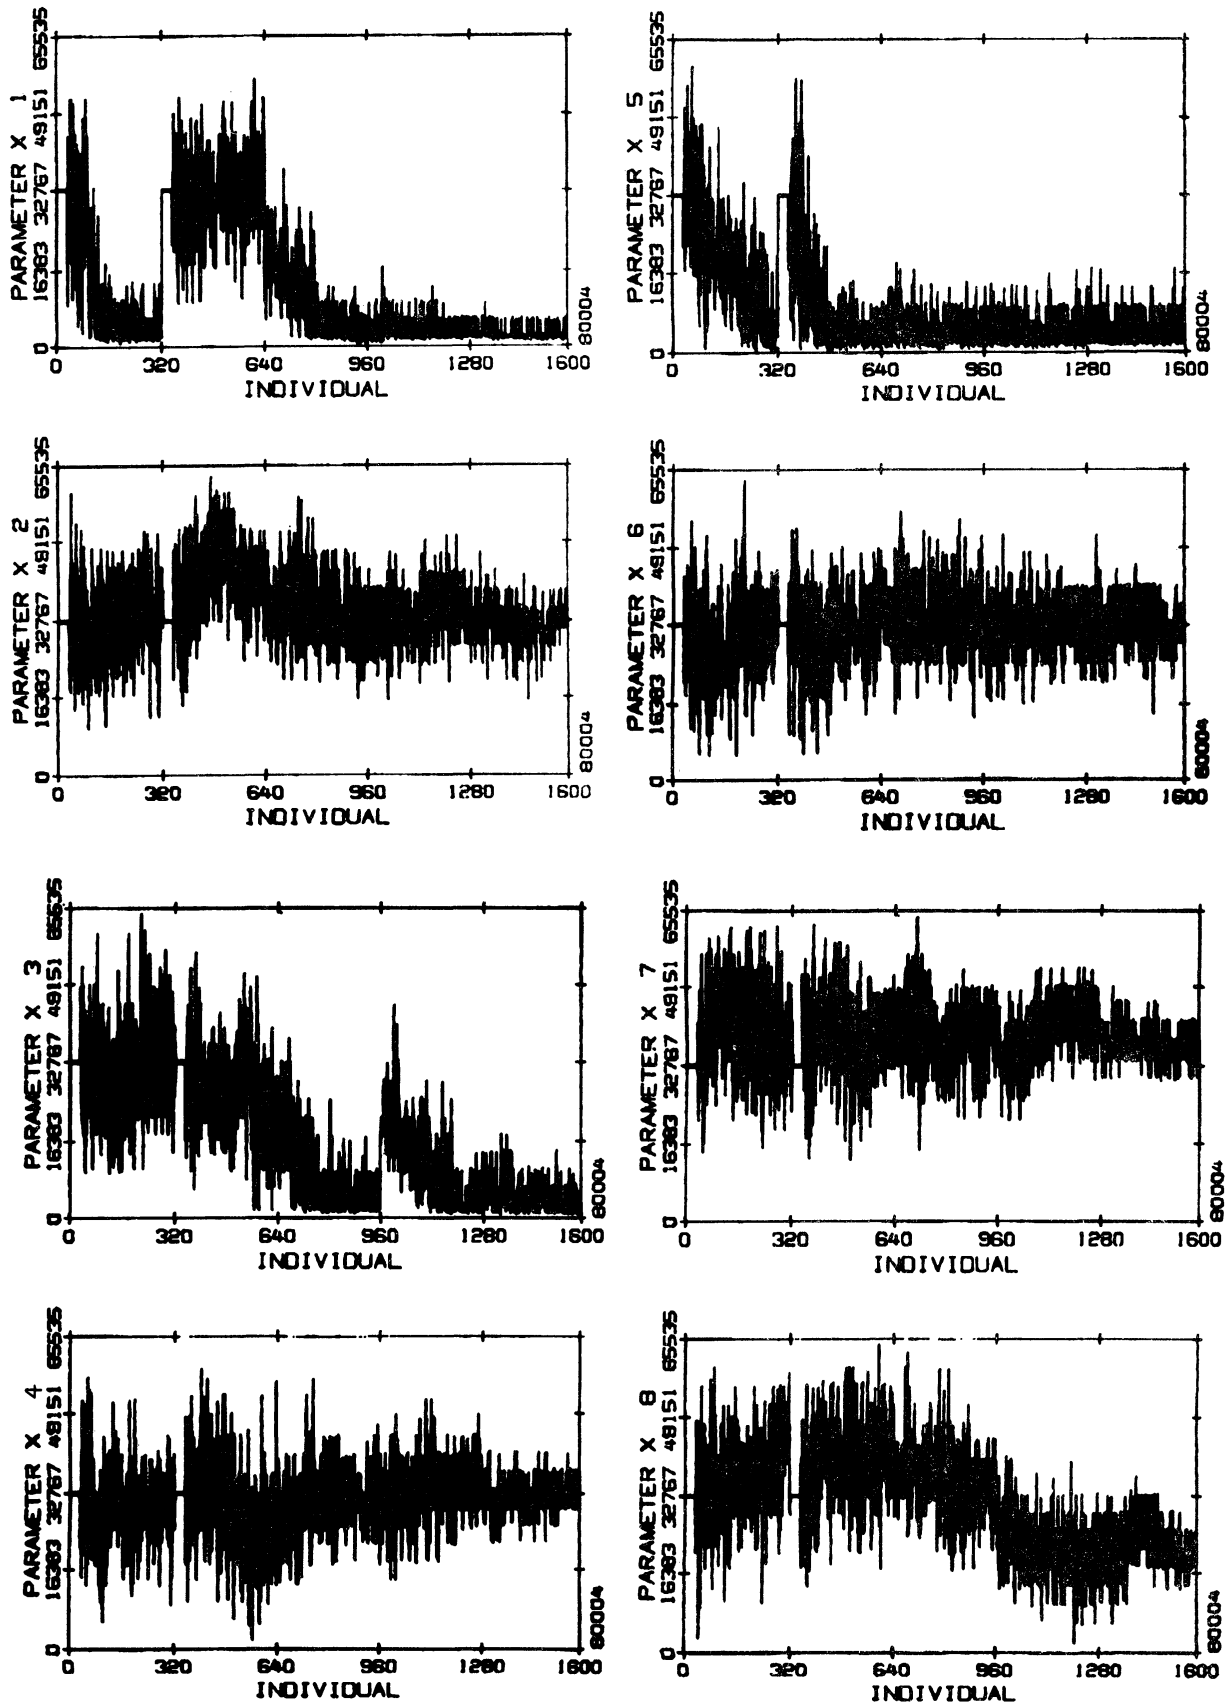 PARAMETER X 1
65535
49151
32767
16383
0
0 320 640 960 1280 1600
INDIVIDUAL
80004
PARAMETER X 5
65535
49151
32767
16383
0
0 320 640 960 1280 1600
INDIVIDUAL
80004
PARAMETER X 2
65535
49151
32767
16383
0
0 320 640 960 1280 1600
INDIVIDUAL
80004
PARAMETER X 6
65535
49151
32767
16383
0
0 320 640 960 1280 1600
INDIVIDUAL
80004
PARAMETER X 3
65535
49151
32767
16383
0
0 320 640 960 1280 1600
INDIVIDUAL
80004
PARAMETER X 7
65535
49151
32767
16383
0
0 320 640 960 1280 1600
INDIVIDUAL
80004
PARAMETER X 4
65535
49151
32767
16383
0
0 320 640 960 1280 1600
INDIVIDUAL
80004
PARAMETER X 8
65535
49151
32767
16383
0
0 320 640 960 1280 1600
INDIVIDUAL
80004